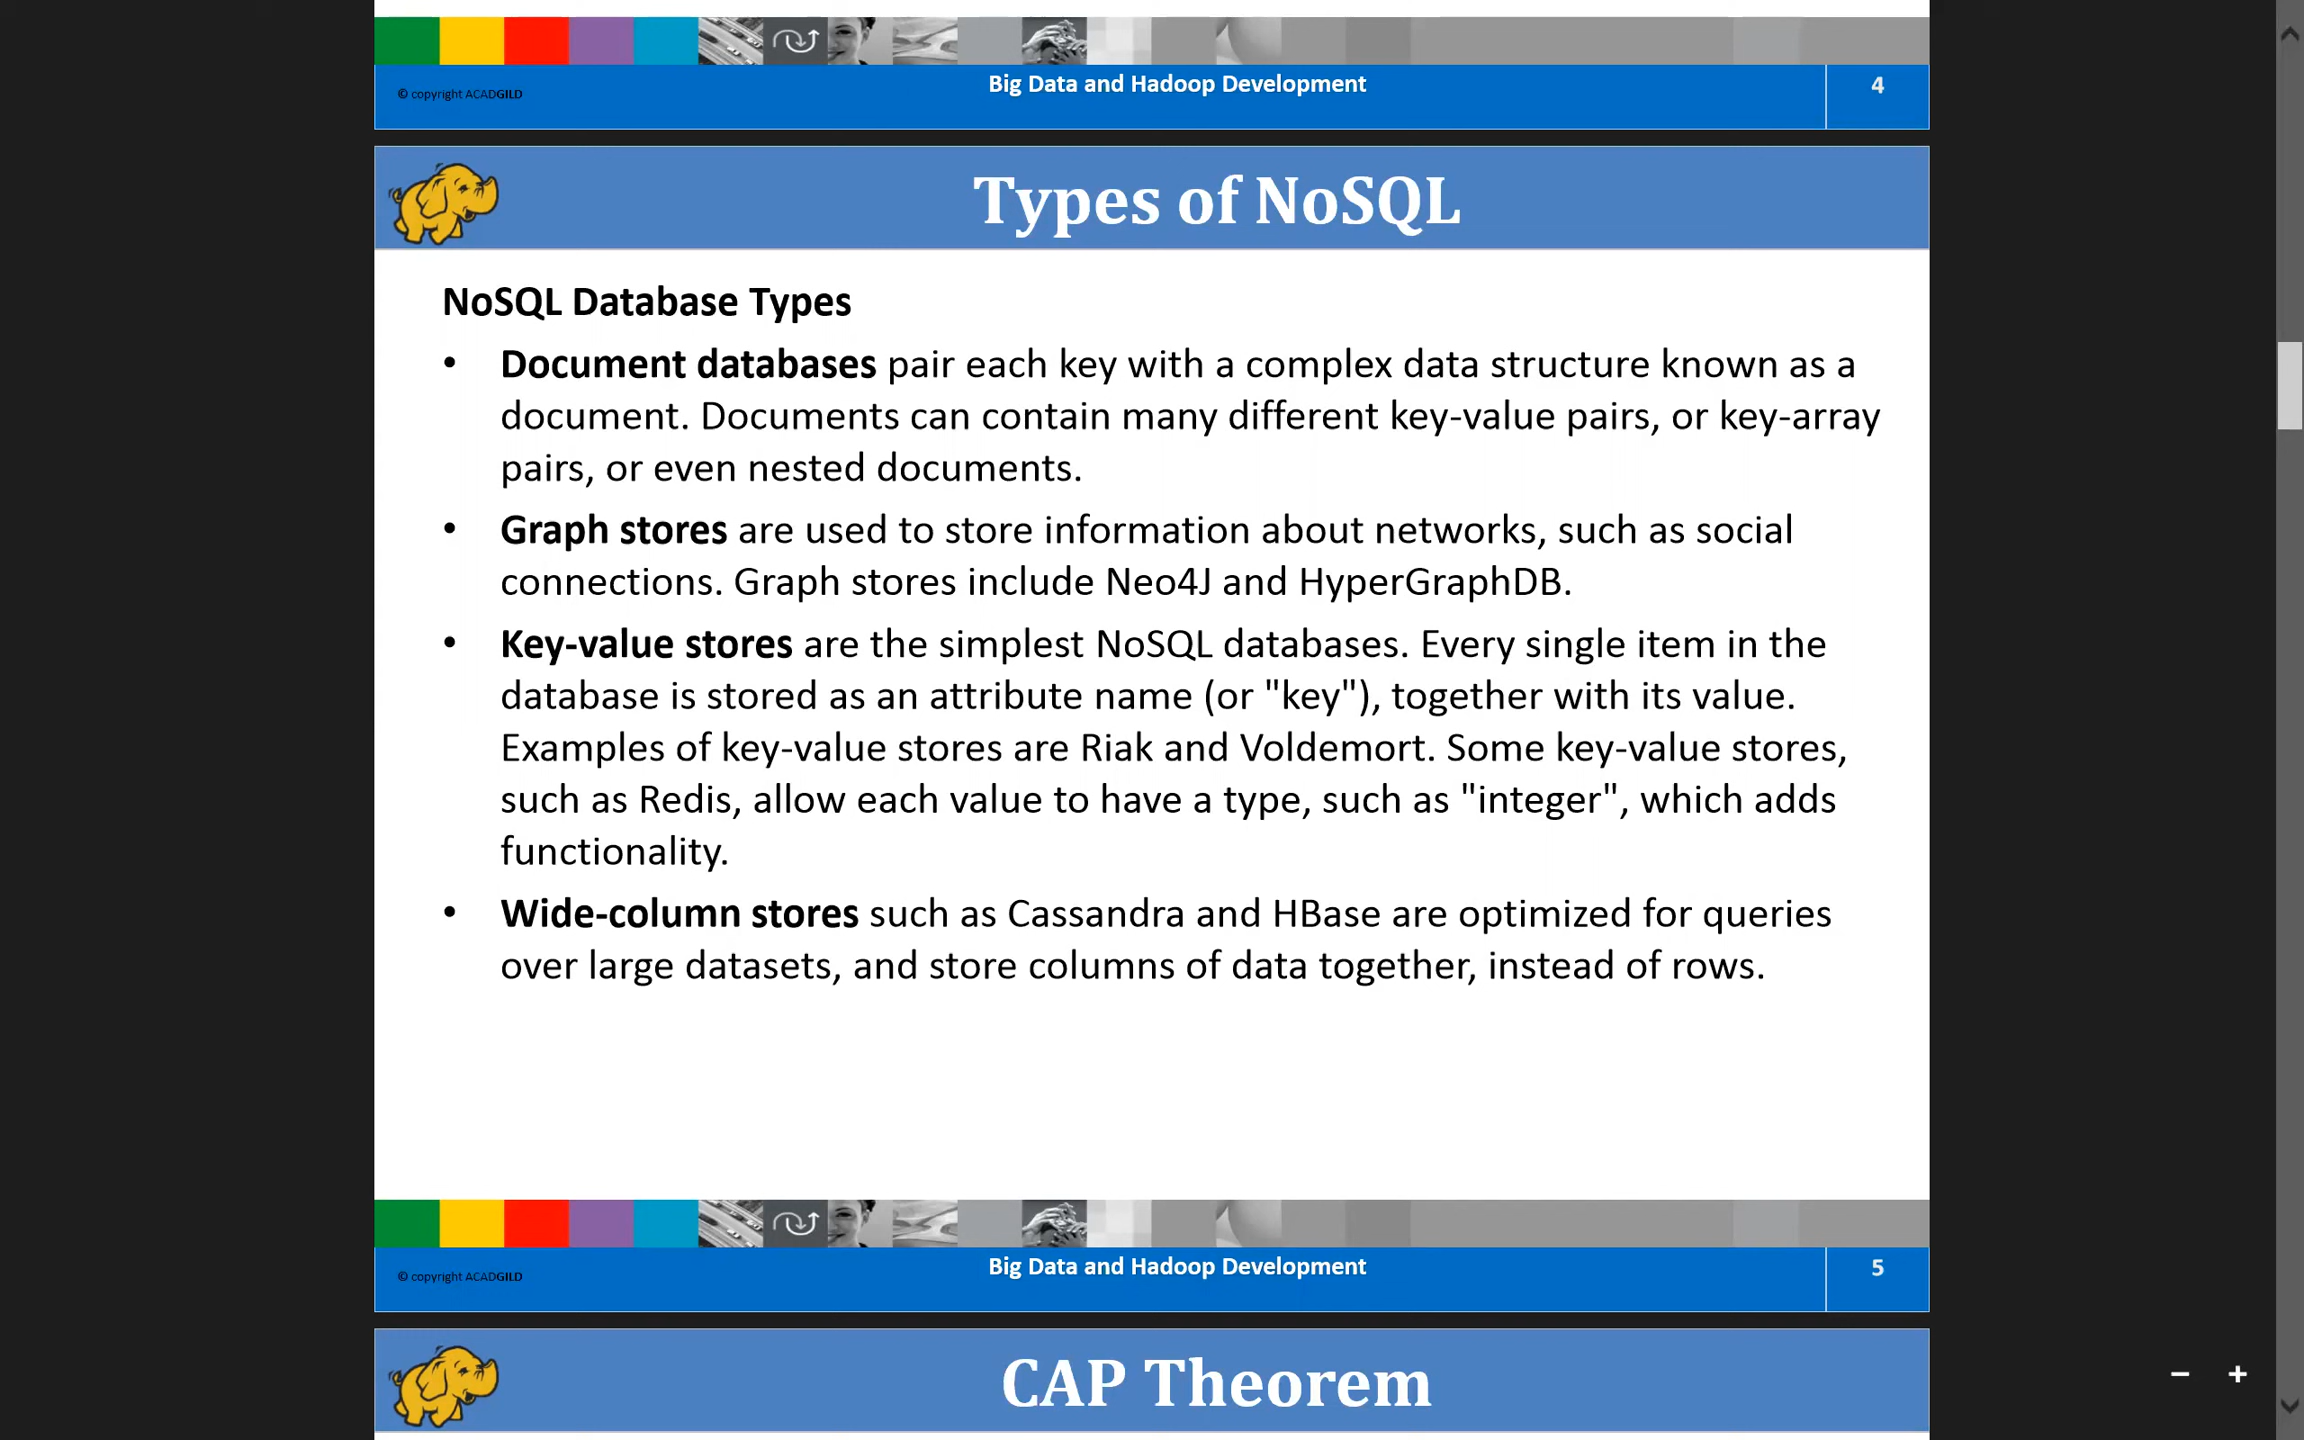 © copyright ACADGILD
Big Data and Hadoop Development
4
Types of NoSQL
NoSQL Database Types
• Document databases pair each key with a complex data structure known as a
document. Documents can contain many different key-value pairs, or key-array
pairs, or even nested documents.
• Graph stores are used to store information about networks, such as social
connections. Graph stores include Neo4J and HyperGraphDB.
• Key-value stores are the simplest NoSQL databases. Every single item in the
database is stored as an attribute name (or "key"), together with its value.
Examples of key-value stores are Riak and Voldemort. Some key-value stores,
such as Redis, allow each value to have a type, such as "integer", which adds
functionality.
• Wide-column stores such as Cassandra and HBase are optimized for queries
over large datasets, and store columns of data together, instead of rows.
© copyright ACADGILD
Big Data and Hadoop Development
5
CAP Theorem